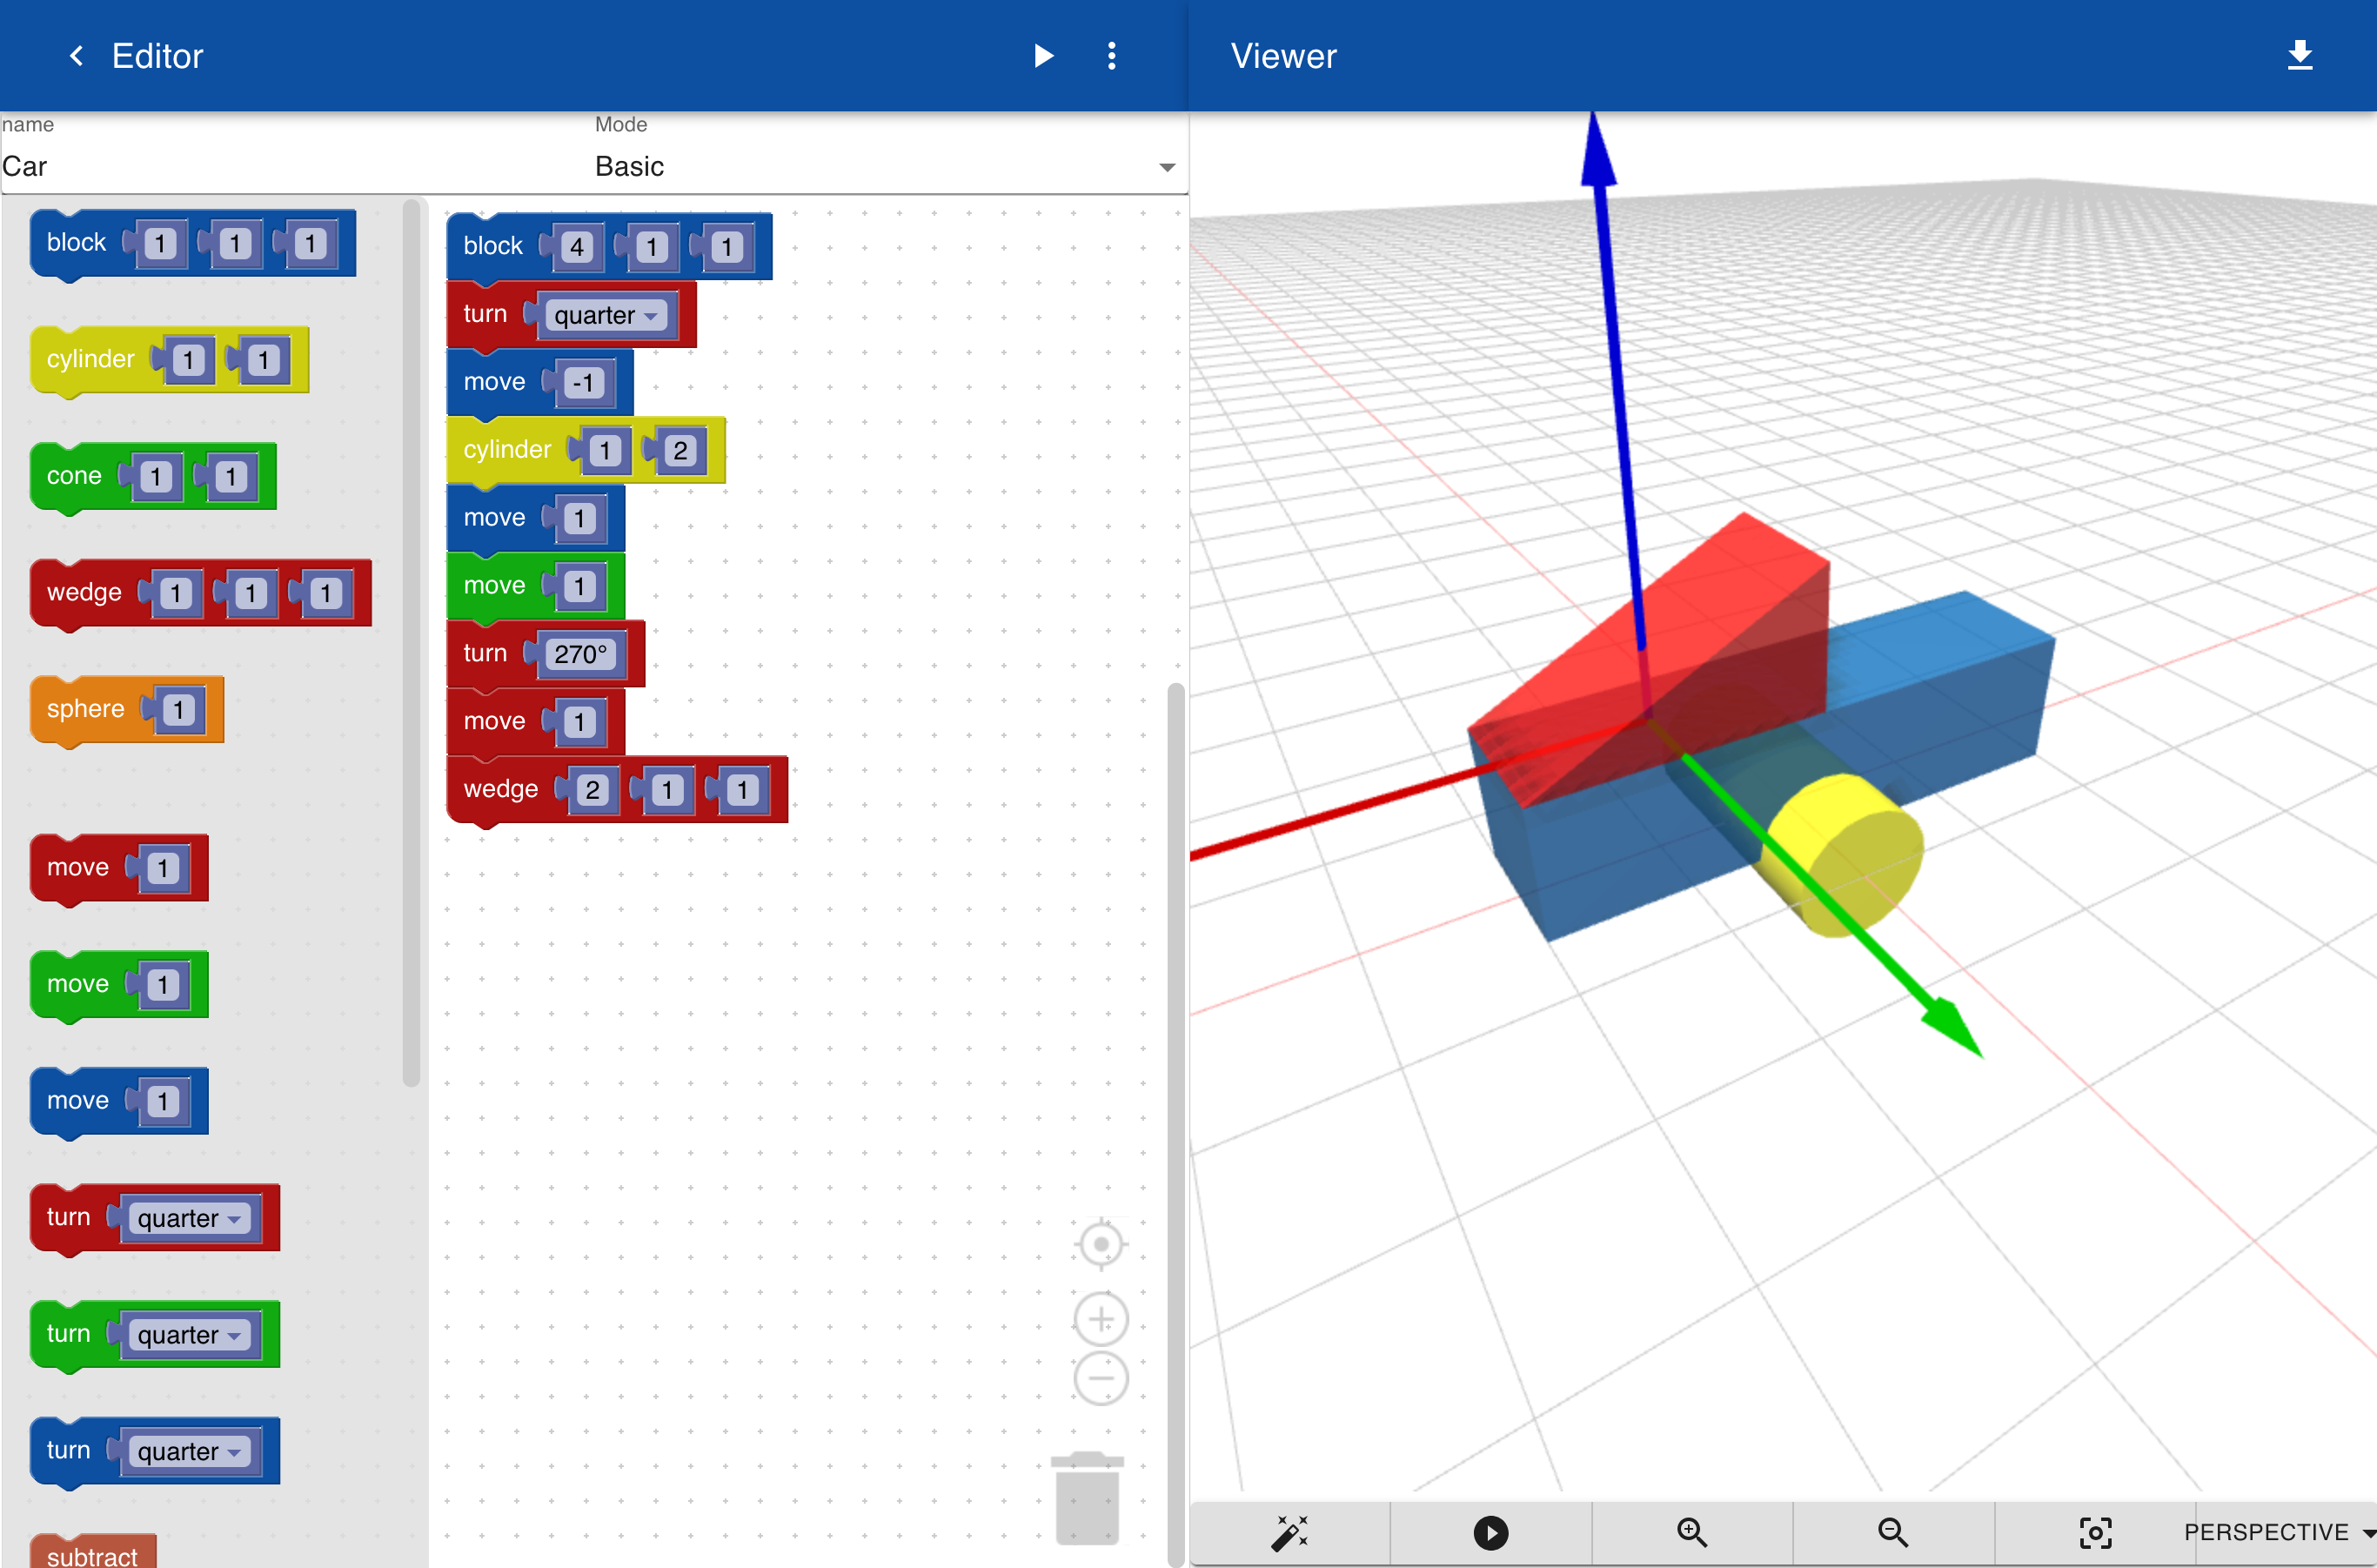 Editor
Viewer
name
Mode
Car
Basic
block 1 1 1
cylinder 1 1
cone 1 1
wedge 1 1 1
sphere 1
move 1
move 1
move 1
turn quarter
turn quarter
turn quarter
subtract
block 4 1 1
turn quarter
move -1
cylinder 1 2
move 1
move 1
turn 270°
move 1
wedge 2 1 1
PERSPECTIVE